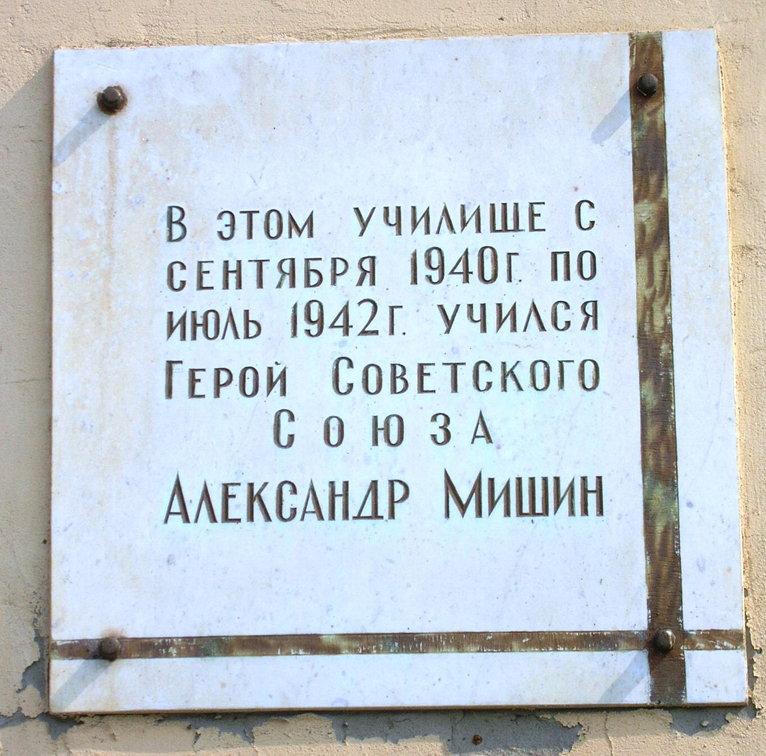 В этом училище с
сентября 1940г. по
июль 1942г. учился
Герой Советского
Союза
Александр Мишин